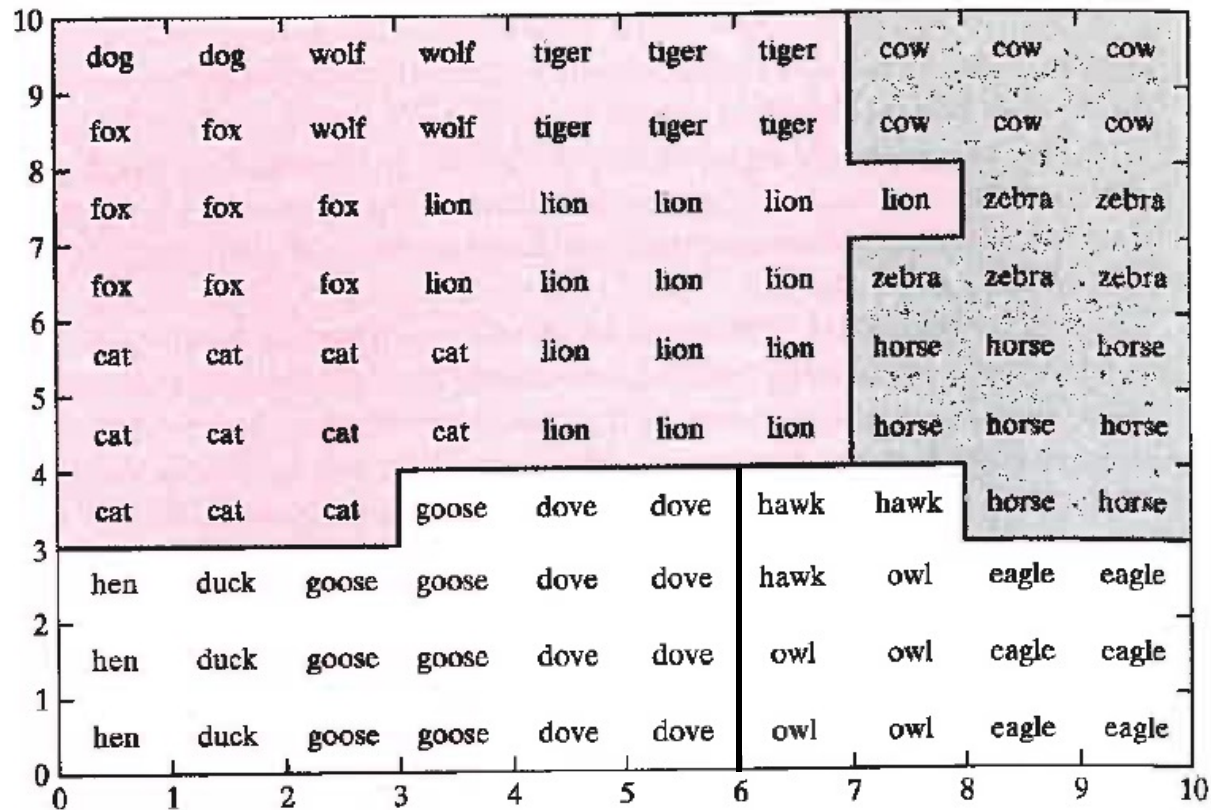 10
dog dog wolf wolf tiger tiger tiger cow cow cow
9
fox fox wolf wolf tiger tiger tiger cow cow cow
8
fox fox fox lion lion lion lion lion zebra zebra
7
fox fox fox lion lion lion lion zebra zebra zebra
6
cat cat cat cat lion lion lion horse horse horse
5
cat cat cat cat lion lion lion horse horse horse
4
cat cat cat goose dove dove hawk hawk horse horse
3
hen duck goose goose dove dove hawk owl eagle eagle
2
hen duck goose goose dove dove owl owl eagle eagle
1
hen duck goose goose dove dove owl owl eagle eagle
0
0 1 2 3 4 5 6 7 8 9 10